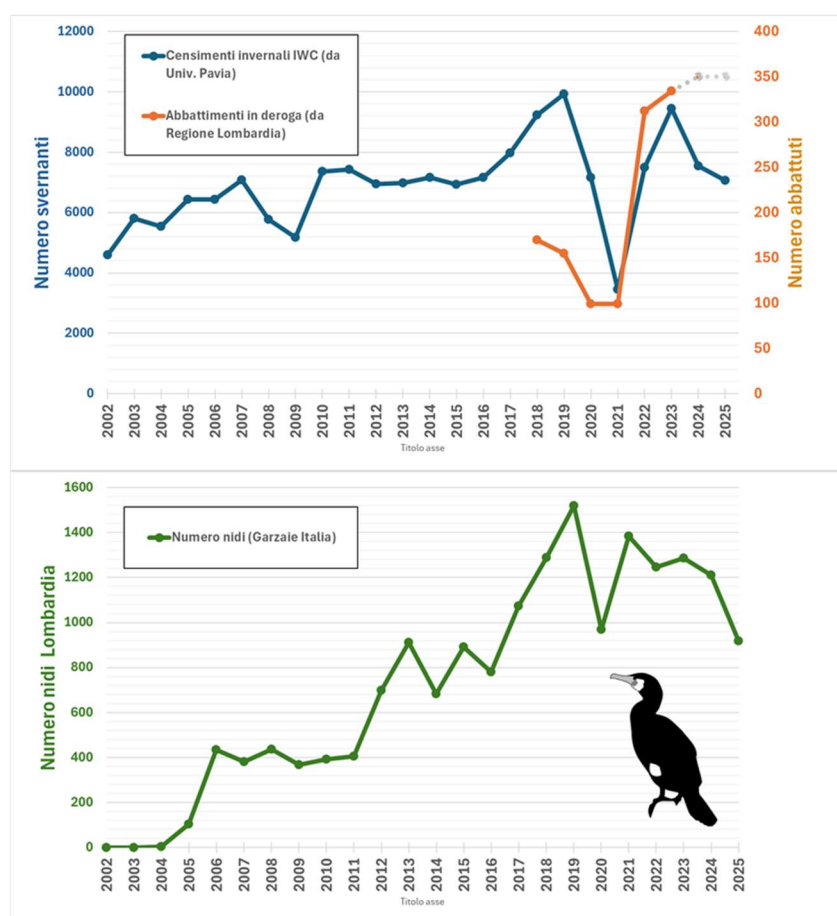 12000
10000
8000
6000
4000
2000
0
Numero svernanti
Censimenti invernali IWC (da
Univ. Pavia)
Abbattimenti in deroga (da
Regione Lombardia)
400
350
300
250
200
150
100
50
0
Numero abbattuti
2002 2003 2004 2005 2006 2007 2008 2009 2010 2011 2012 2013 2014 2015 2016 2017 2018 2019 2020 2021 2022 2023 2024 2025
Titolo asse
1600
1400
1200
1000
800
600
400
200
0
Numero nidi Lombardia
Numero nidi (Garzaie Italia)
2002 2003 2004 2005 2006 2007 2008 2009 2010 2011 2012 2013 2014 2015 2016 2017 2018 2019 2020 2021 2022 2023 2024 2025
Titolo asse